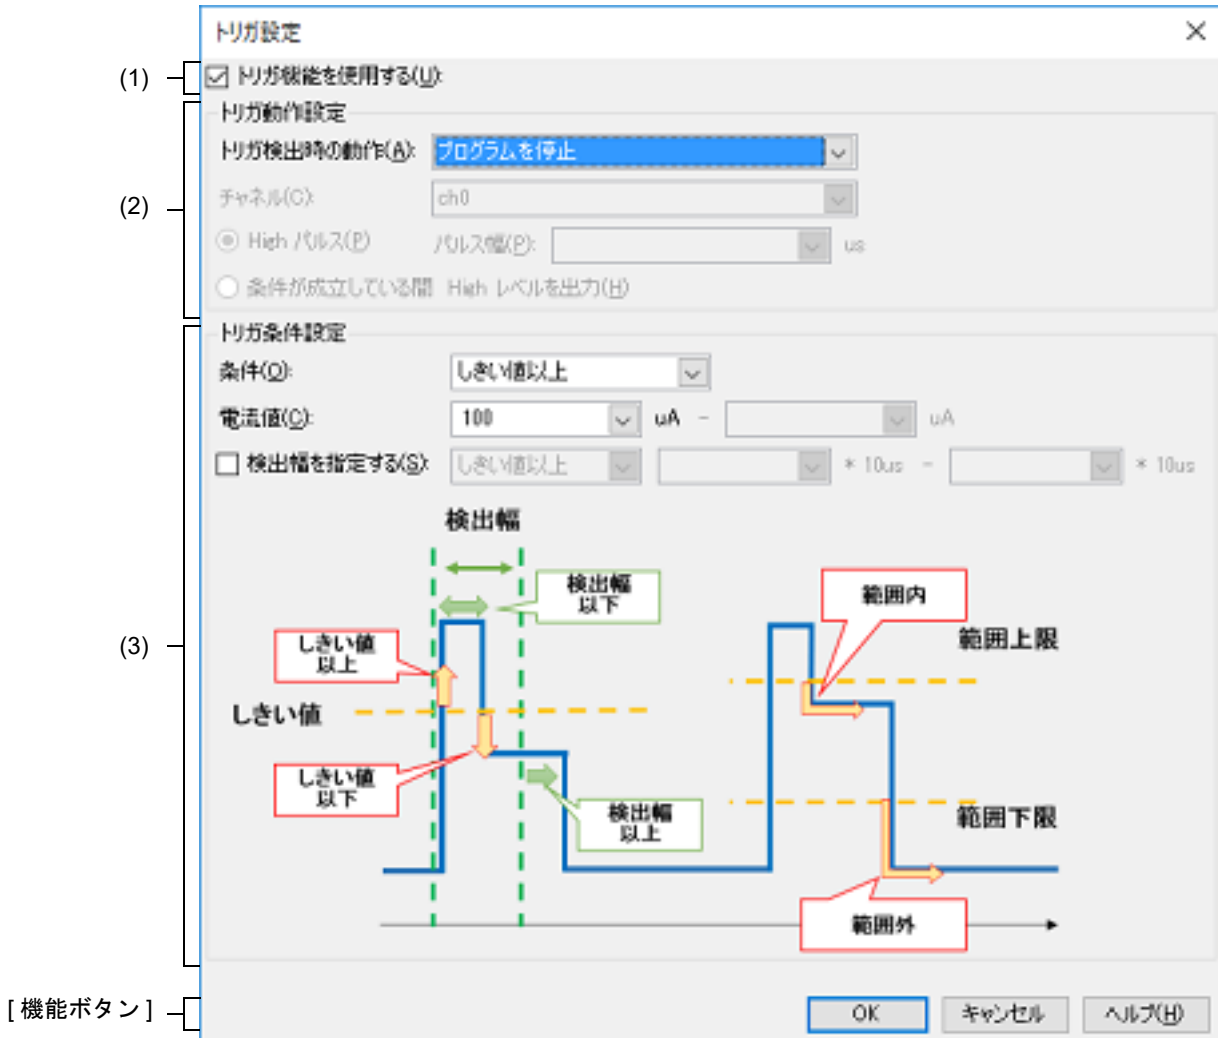 トリガ設定
(1)
トリガ機能を使用する(U):
トリガ動作設定
トリガ検出時の動作(A): プログラムを停止
(2)
チャネル(C): ch0
High パルス(P) パルス幅(P): us
条件が成立している間 High レベルを出力(H)
トリガ条件設定
条件(O): しきい値以上
電流値(C): 100 uA - uA
検出幅を指定する(S): しきい値以上 * 10us - * 10us
(3)
検出幅
検出幅
以下
範囲内
範囲上限
しきい値
以上
しきい値
しきい値
以下
検出幅
以上
範囲下限
範囲外
[ 機能ボタン ]
OK キャンセル ヘルプ(H)